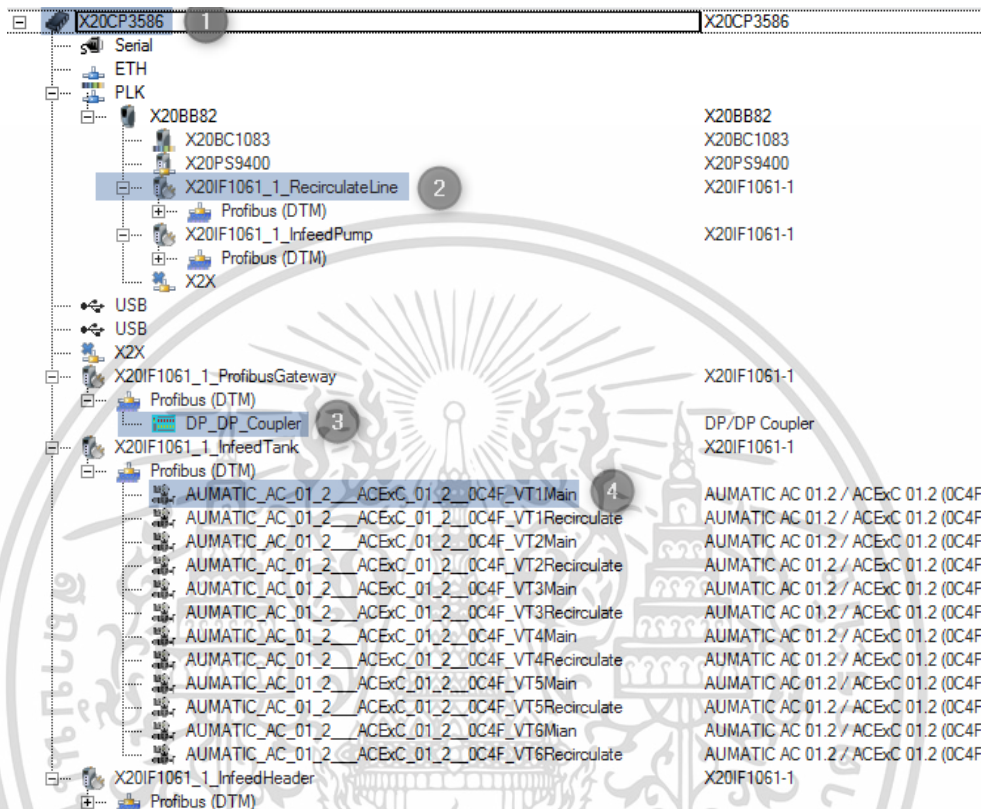 X20CP3586 1 X20CP3586
Serial
ETH
PLK
X20BB82 X20BB82
X20BC1083 X20BC1083
X20PS9400 X20PS9400
X20IF1061_1_RecirculateLine 2 X20IF1061-1
Profibus (DTM)
X20IF1061_1_InfeedPump X20IF1061-1
Profibus (DTM)
X2X
USB
USB
X2X
X20IF1061_1_ProfibusGateway X20IF1061-1
Profibus (DTM)
DP_DP_Coupler 3 DP/DP Coupler
X20IF1061_1_InfeedTank X20IF1061-1
Profibus (DTM)
AUMATIC_AC_01_2___ACExC_01_2__0C4F_VT1Main 4 AUMATIC AC 01.2 / ACExC 01.2 (0C4F
AUMATIC_AC_01_2___ACExC_01_2__0C4F_VT1Recirculate AUMATIC AC 01.2 / ACExC 01.2 (0C4F
AUMATIC_AC_01_2___ACExC_01_2__0C4F_VT2Main AUMATIC AC 01.2 / ACExC 01.2 (0C4F
AUMATIC_AC_01_2___ACExC_01_2__0C4F_VT2Recirculate AUMATIC AC 01.2 / ACExC 01.2 (0C4F
AUMATIC_AC_01_2___ACExC_01_2__0C4F_VT3Main AUMATIC AC 01.2 / ACExC 01.2 (0C4F
AUMATIC_AC_01_2___ACExC_01_2__0C4F_VT3Recirculate AUMATIC AC 01.2 / ACExC 01.2 (0C4F
AUMATIC_AC_01_2___ACExC_01_2__0C4F_VT4Main AUMATIC AC 01.2 / ACExC 01.2 (0C4F
AUMATIC_AC_01_2___ACExC_01_2__0C4F_VT4Recirculate AUMATIC AC 01.2 / ACExC 01.2 (0C4F
AUMATIC_AC_01_2___ACExC_01_2__0C4F_VT5Main AUMATIC AC 01.2 / ACExC 01.2 (0C4F
AUMATIC_AC_01_2___ACExC_01_2__0C4F_VT5Recirculate AUMATIC AC 01.2 / ACExC 01.2 (0C4F
AUMATIC_AC_01_2___ACExC_01_2__0C4F_VT6Mian AUMATIC AC 01.2 / ACExC 01.2 (0C4F
AUMATIC_AC_01_2___ACExC_01_2__0C4F_VT6Recirculate AUMATIC AC 01.2 / ACExC 01.2 (0C4F
X20IF1061_1_InfeedHeader X20IF1061-1
Profibus (DTM)